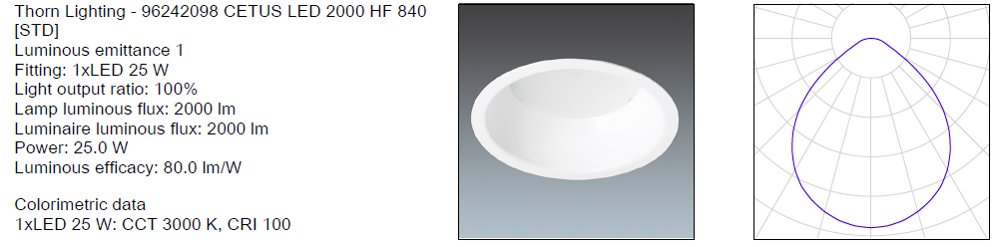 Thorn Lighting - 96242098 CETUS LED 2000 HF 840
[STD]
Luminous emittance 1
Fitting: 1xLED 25 W
Light output ratio: 100%
Lamp luminous flux: 2000 lm
Luminaire luminous flux: 2000 lm
Power: 25.0 W
Luminous efficacy: 80.0 lm/W
Colorimetric data
1xLED 25 W: CCT 3000 K, CRI 100